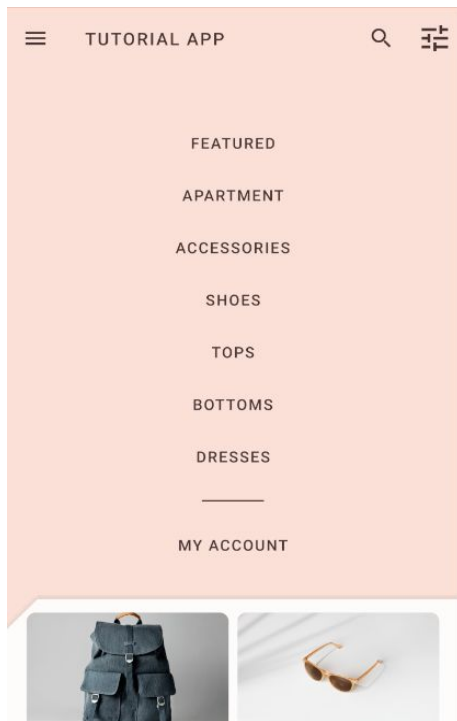 TUTORIAL APP
FEATURED
APARTMENT
ACCESSORIES
SHOES
TOPS
BOTTOMS
DRESSES
MY ACCOUNT